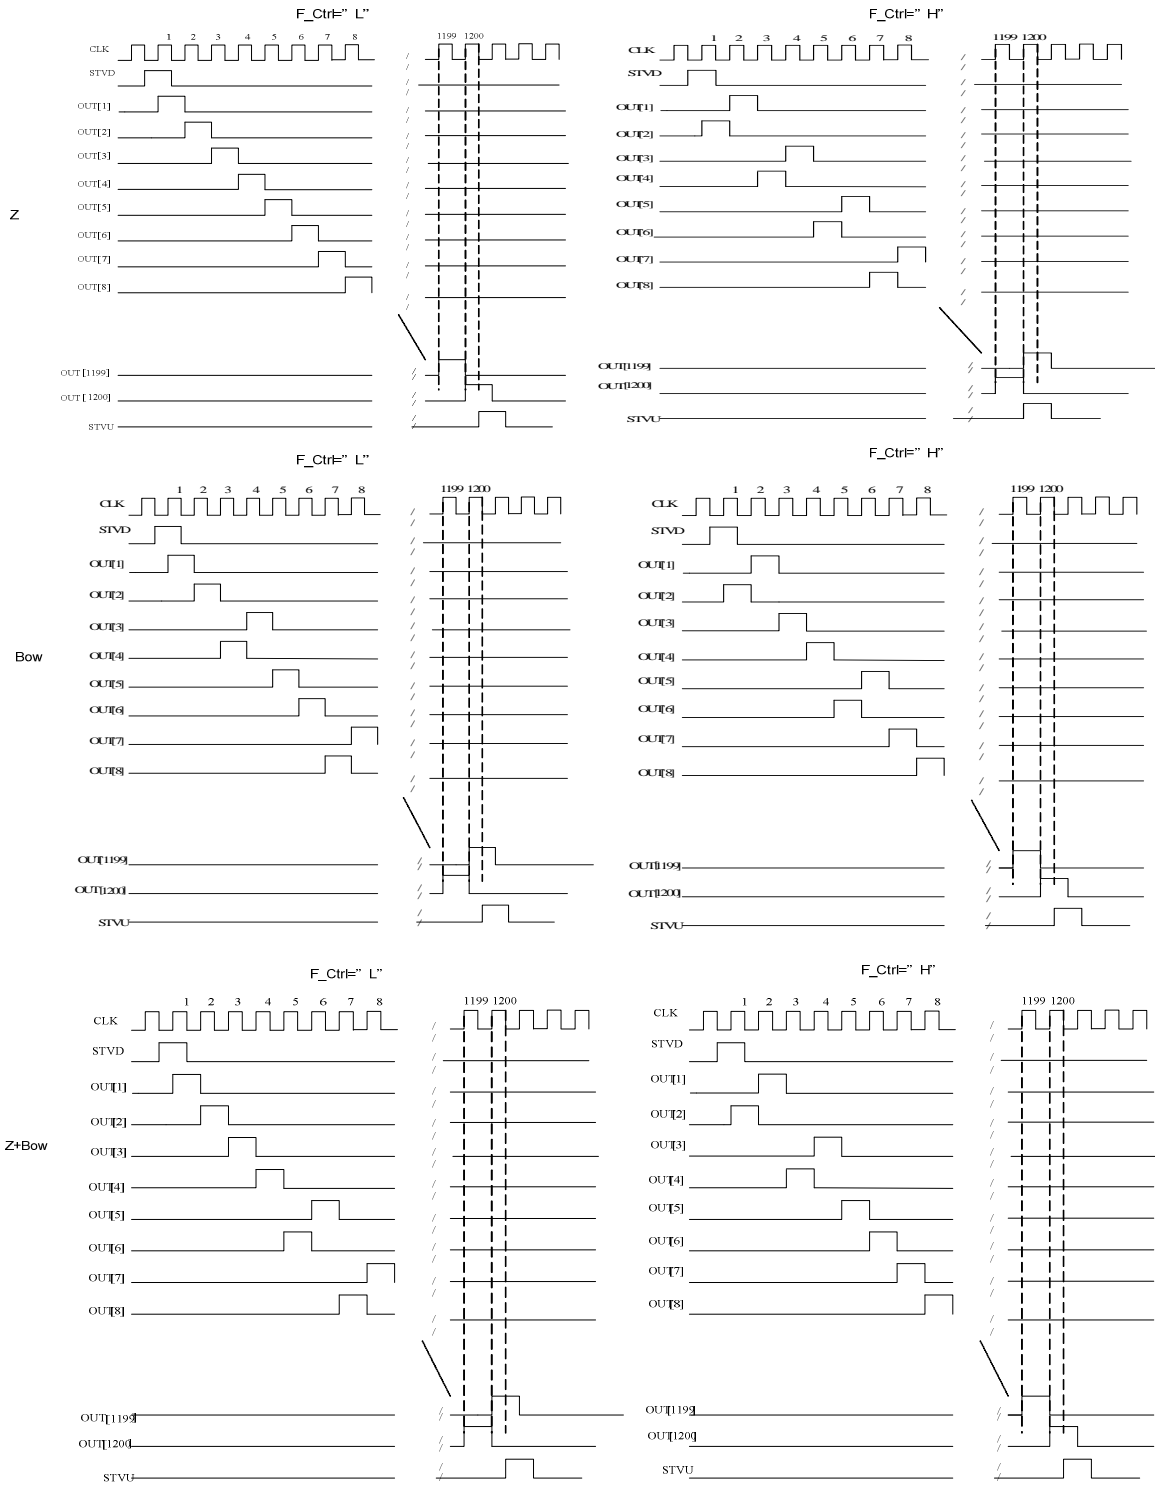 F_Ctrl=" L"
F_Ctrl=" H"
CLK 1 2 3 4 5 6 7 8 1199 1200
STVD
OUT[1]
OUT[2]
OUT[3]
OUT[4]
OUT[5]
OUT[6]
OUT[7]
OUT[8]
OUT[1199]
OUT[1200]
STVU
Z
CLK 1 2 3 4 5 6 7 8 1199 1200
STVD
OUT[1]
OUT[2]
OUT[3]
OUT[4]
OUT[5]
OUT[6]
OUT[7]
OUT[8]
OUT[1199]
OUT[1200]
STVU
F_Ctrl=" L"
F_Ctrl=" H"
CLK 1 2 3 4 5 6 7 8 1199 1200
STVD
OUT[1]
OUT[2]
OUT[3]
OUT[4]
OUT[5]
OUT[6]
OUT[7]
OUT[8]
OUT[1199]
OUT[1200]
STVU
Bow
CLK 1 2 3 4 5 6 7 8 1199 1200
STVD
OUT[1]
OUT[2]
OUT[3]
OUT[4]
OUT[5]
OUT[6]
OUT[7]
OUT[8]
OUT[1199]
OUT[1200]
STVU
F_Ctrl=" L"
F_Ctrl=" H"
CLK 1 2 3 4 5 6 7 8 1199 1200
STVD
OUT[1]
OUT[2]
OUT[3]
OUT[4]
OUT[5]
OUT[6]
OUT[7]
OUT[8]
OUT[1199]
OUT[1200]
STVU
Z+Bow
CLK 1 2 3 4 5 6 7 8 1199 1200
STVD
OUT[1]
OUT[2]
OUT[3]
OUT[4]
OUT[5]
OUT[6]
OUT[7]
OUT[8]
OUT[1199]
OUT[1200]
STVU